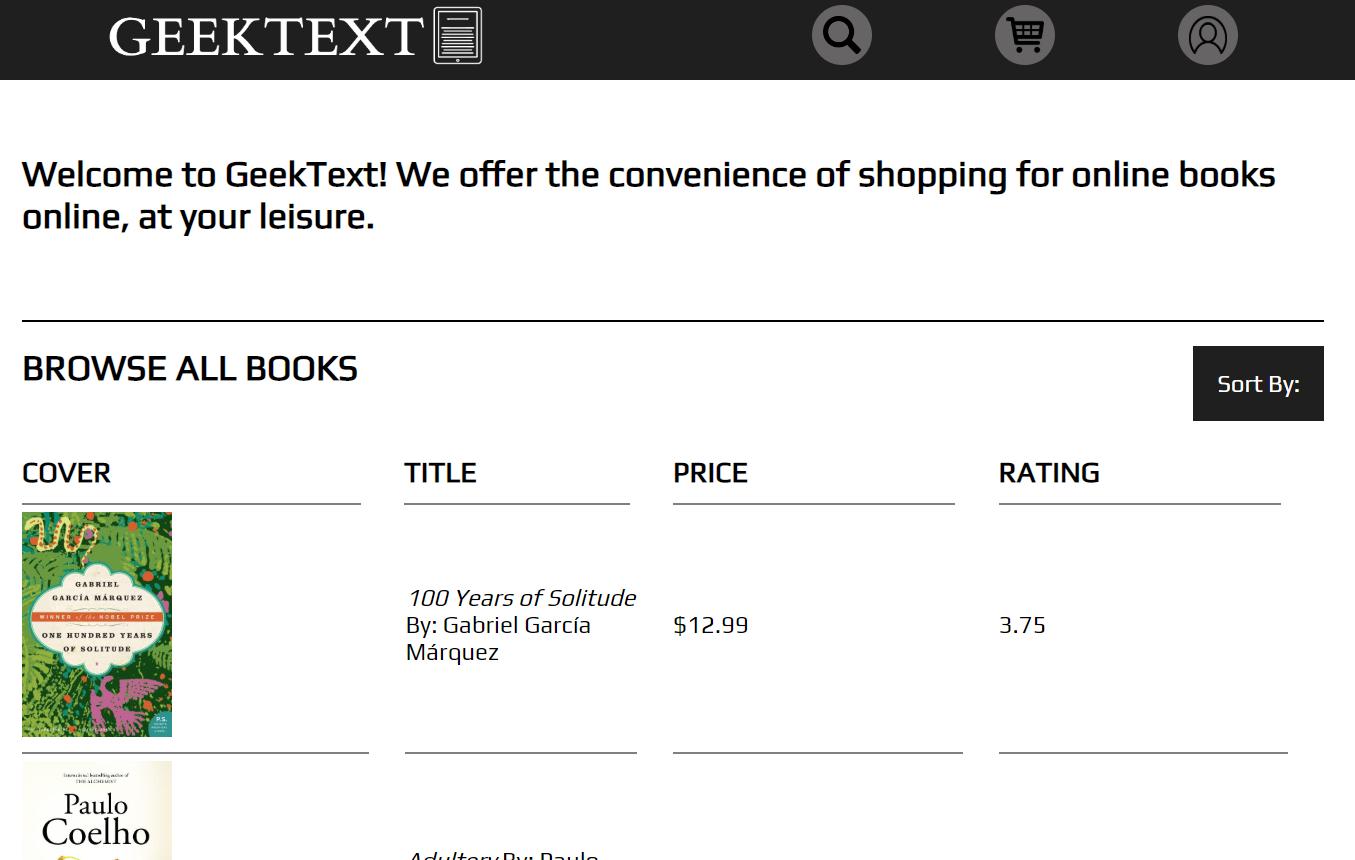 GEEKTEXT
Welcome to GeekText! We offer the convenience of shopping for online books
online, at your leisure.
BROWSE ALL BOOKS
Sort By:
COVER TITLE PRICE RATING
GABRIEL
GARCÍA MÁRQUEZ
WINNER of the NOBEL PRIZE
ONE HUNDRED YEARS
OF SOLITUDE
P.S.
100 Years of Solitude
By: Gabriel García
Márquez
$12.99
3.75
International bestselling author of
THE ALCHEMIST
Paulo
Coelho
Adultery By: Paulo